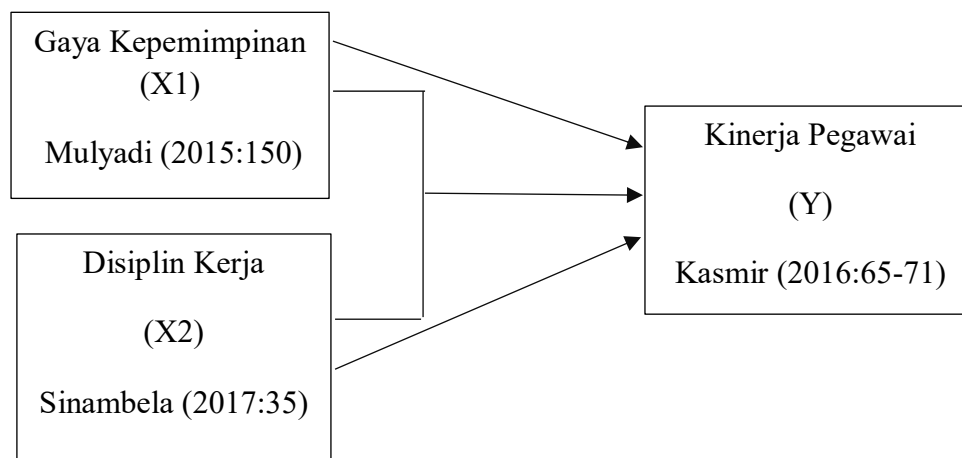 Gaya Kepemimpinan
(X1)
Mulyadi (2015:150)
Disiplin Kerja
(X2)
Sinambela (2017:35)
Kinerja Pegawai
(Y)
Kasmir (2016:65-71)